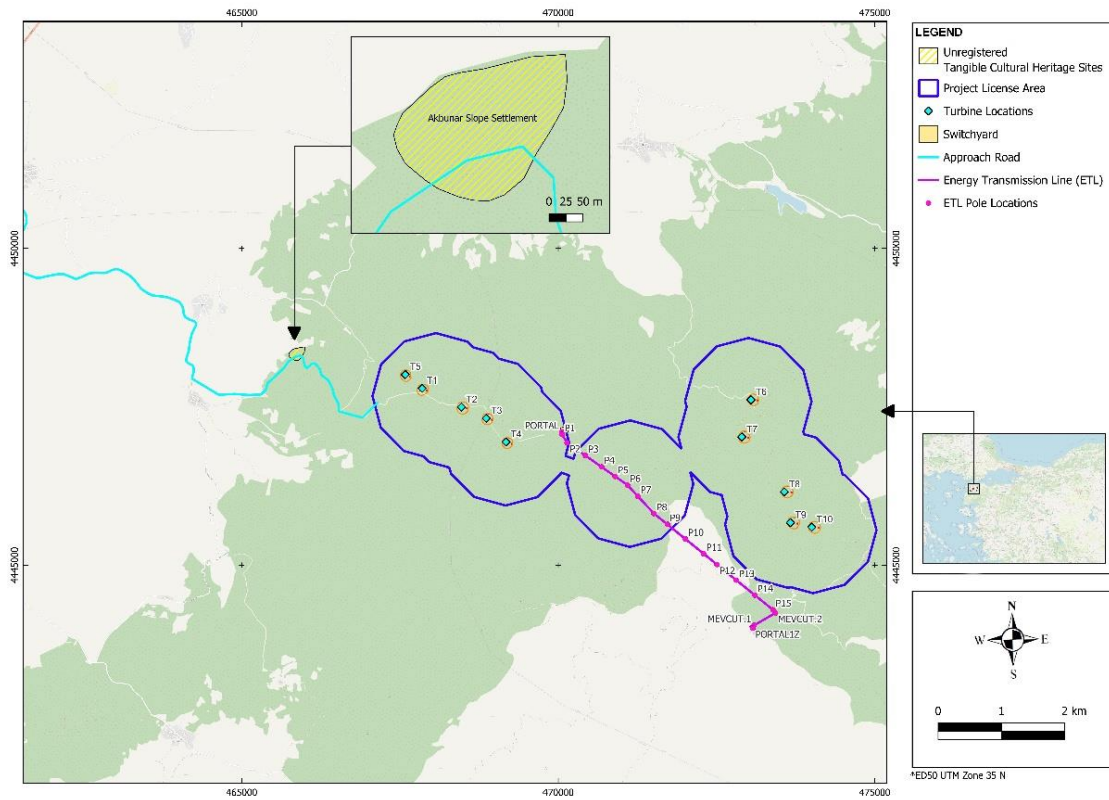 465000
470000
475000
4450000
4450000
4445000
4445000
465000
470000
475000
Akbunar Slope Settlement
0 25 50 m
T5
T1
T2
T3
T4
T6
T7
T8
T9
T10
PORTAL
P1
P2
P3
P4
P5
P6
P7
P8
P9
P10
P11
P12
P13
P14
P15
MEVCUT:1
MEVCUT:2
PORTAL1Z
LEGEND
Unregistered
Tangible Cultural Heritage Sites
Project License Area
Turbine Locations
Switchyard
Approach Road
Energy Transmission Line (ETL)
ETL Pole Locations
N
W E
S
0 1 2 km
*ED50 UTM Zone 35 N